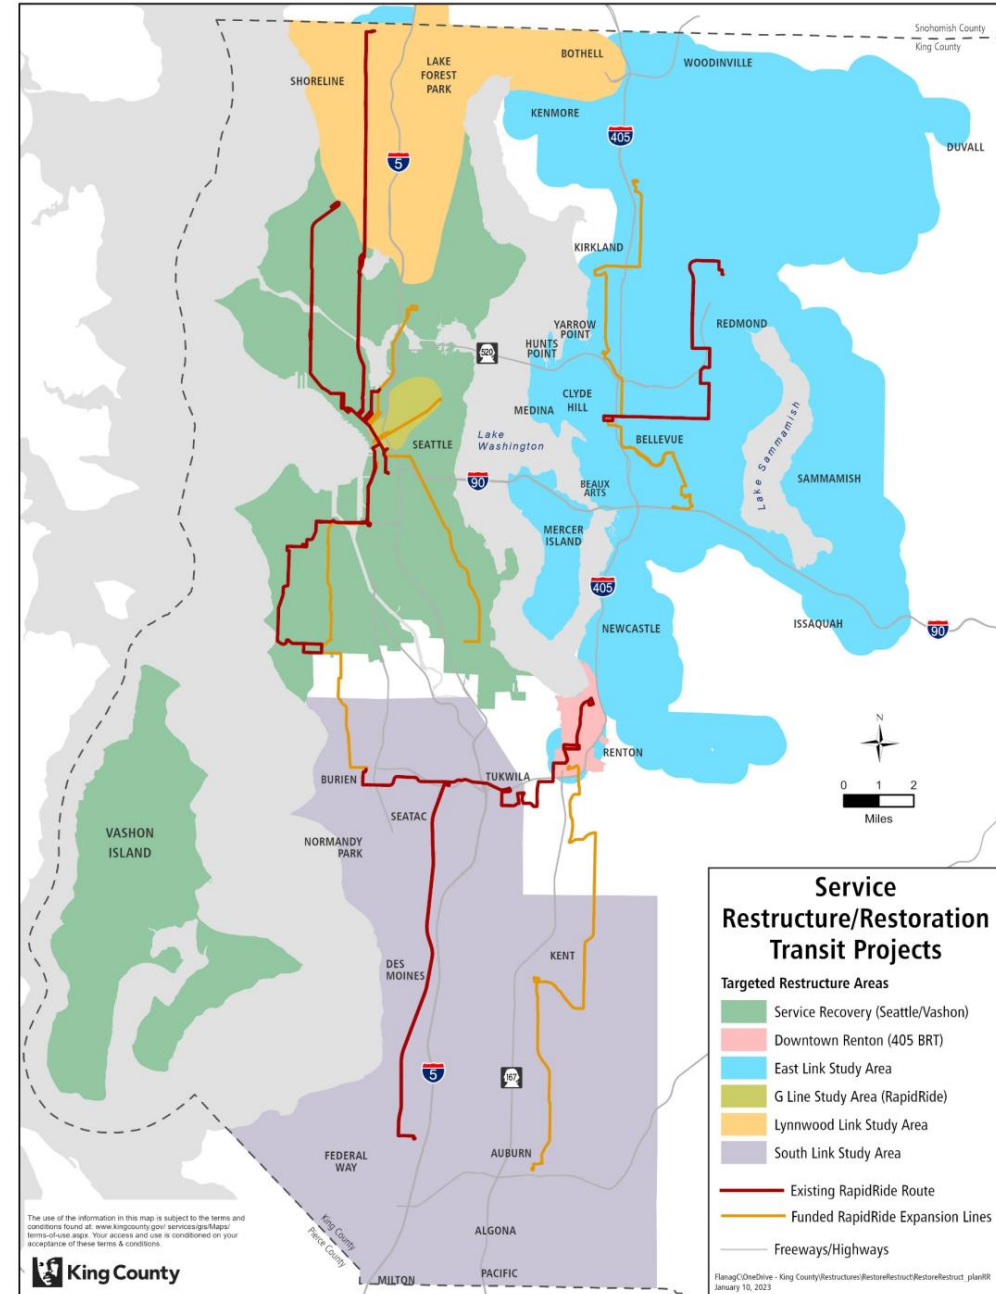 Snohomish County
King County
BOTHELL
WOODINVILLE
LAKE
FOREST
PARK
SHORELINE
KENMORE
405
DUVALL
5
KIRKLAND
YARROW
POINT
REDMOND
HUNTS
POINT
520
CLYDE
HILL
MEDINA
Lake
Washington
SEATTLE
BELLEVUE
Lake Sammamish
SAMMAMISH
90
BEAUX
ARTS
MERCER
ISLAND
405
NEWCASTLE
ISSAQUAH
90
RENTON
N
BURIEN
TUKWILA
SEATAC
0 1 2
Miles
VASHON
ISLAND
NORMANDY
PARK
KENT
DES
MOINES
5
167
FEDERAL
WAY
AUBURN
ALGONA
PACIFIC
MILTON
King County
Pierce County
Service
Restructure/Restoration
Transit Projects
Targeted Restructure Areas
Service Recovery (Seattle/Vashon)
Downtown Renton (405 BRT)
East Link Study Area
G Line Study Area (RapidRide)
Lynnwood Link Study Area
South Link Study Area
Existing RapidRide Route
Funded RapidRide Expansion Lines
Freeways/Highways
FlanagC\OneDrive - King County\Restructures\RestoreRestruct\RestoreRestruct_planRR
January 10, 2023
The use of the information in this map is subject to the terms and
conditions found at: www.kingcounty.gov/ services/gis/Maps/
terms-of-use.aspx. Your access and use is conditioned on your
acceptance of these terms & conditions.
King County